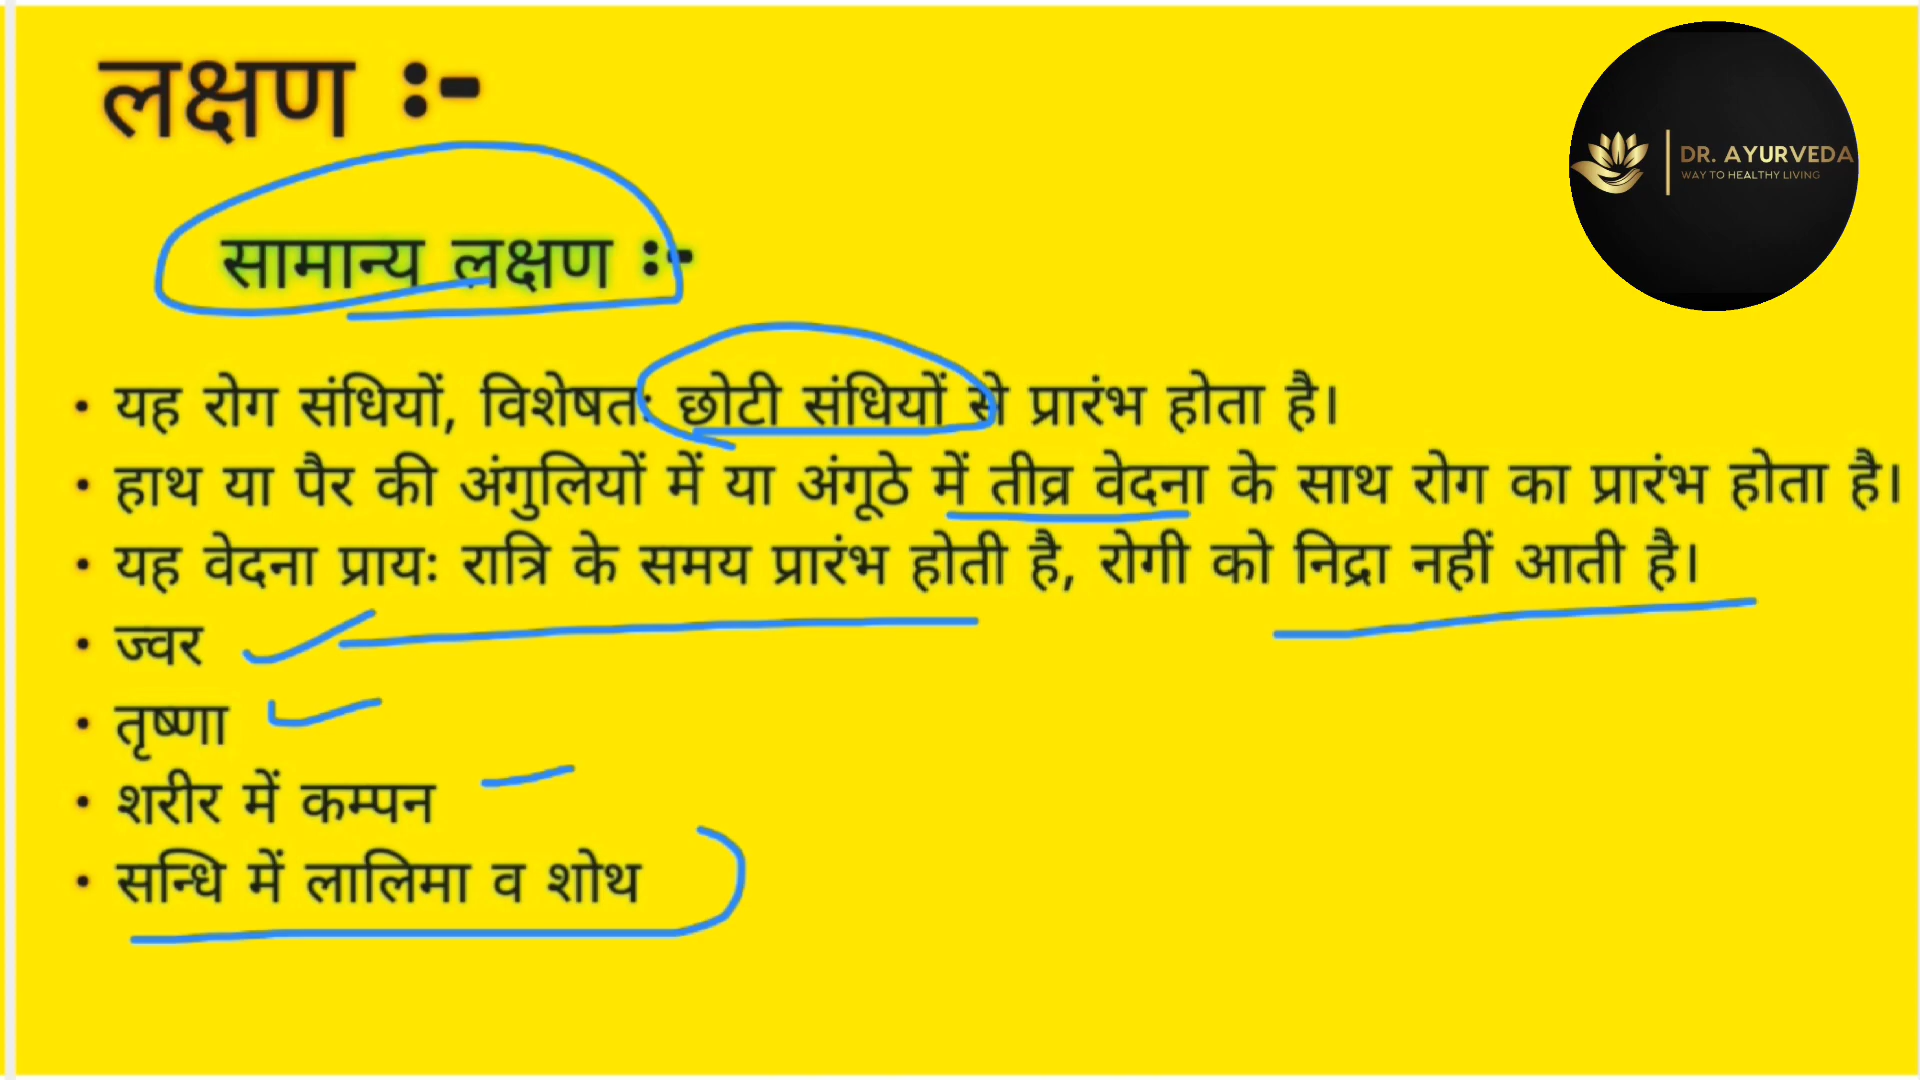 लक्षण :-
DR. AYURVEDA
WAY TO HEALTHY LIVING
सामान्य लक्षण :-
• यह रोग संधियों, विशेषतः छोटी संधियों से प्रारंभ होता है।
• हाथ या पैर की अंगुलियों में या अंगूठे में तीव्र वेदना के साथ रोग का प्रारंभ होता है।
• यह वेदना प्रायः रात्रि के समय प्रारंभ होती है, रोगी को निद्रा नहीं आती है।
• ज्वर
• तृष्णा
• शरीर में कम्पन
• सन्धि में लालिमा व शोथ